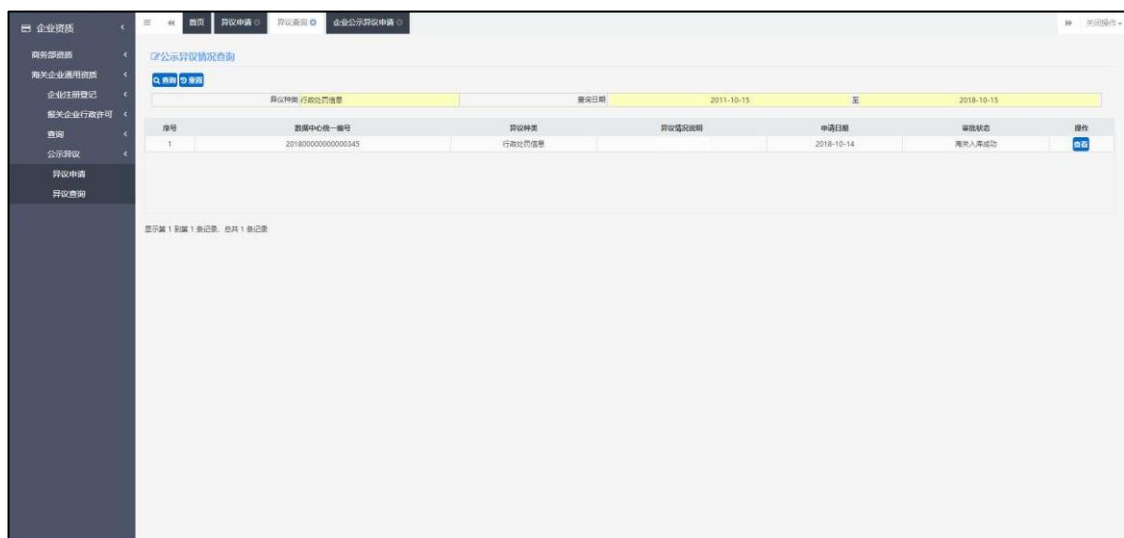 企业资质
商务部资质
海关企业通用资质
企业注册登记
报关企业行政许可
查询
公示异议
异议申请
异议查询
首页 异议申请 异议查询 企业公示异议申请 关闭操作
公示异议情况查询
查询 重置
异议种类 行政处罚信息 查询日期 2011-10-15 至 2018-10-15
序号 数据中心统一编号 异议种类 异议情况说明 申请日期 审批状态 操作
1 201800000000000345 行政处罚信息 2018-10-14 海关入库成功 查看
显示第 1 到第 1 条记录，总共 1 条记录